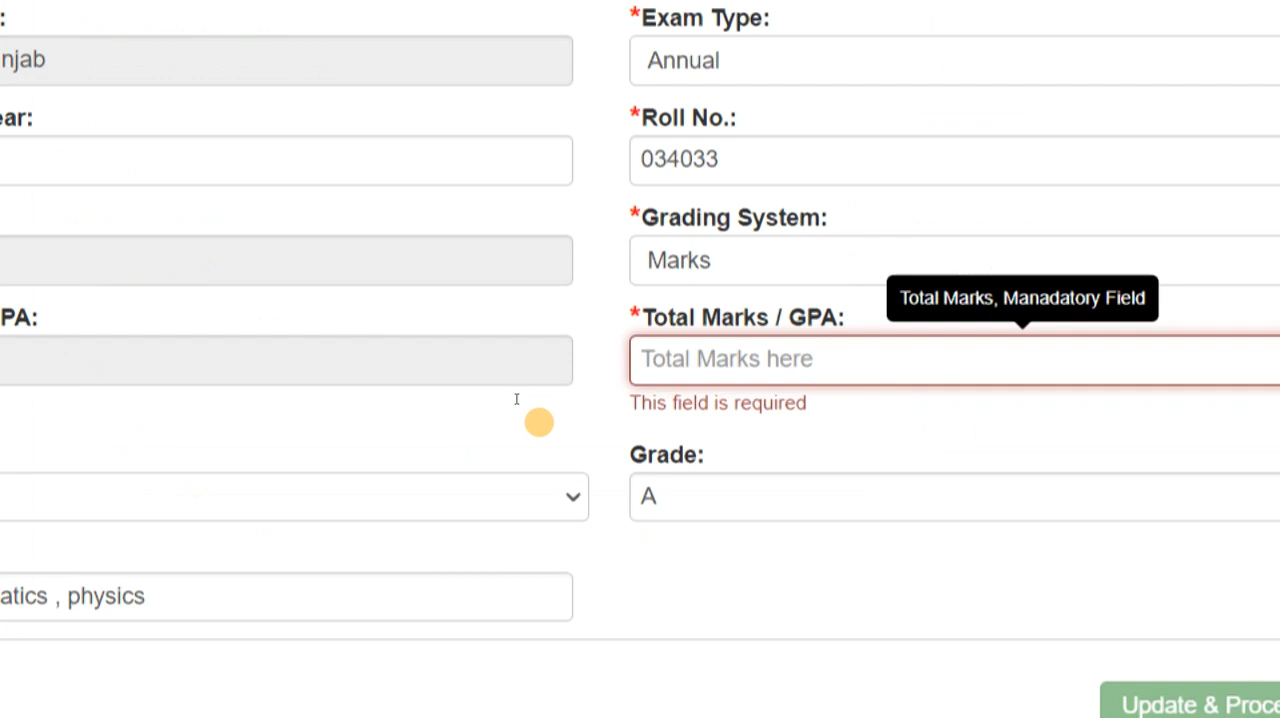 :
njab
*Exam Type:
Annual
ear:
*Roll No.:
034033
*Grading System:
Marks
Total Marks, Manadatory Field
PA:
*Total Marks / GPA:
Total Marks here
This field is required
Grade:
A
atics , physics
Update & Proce